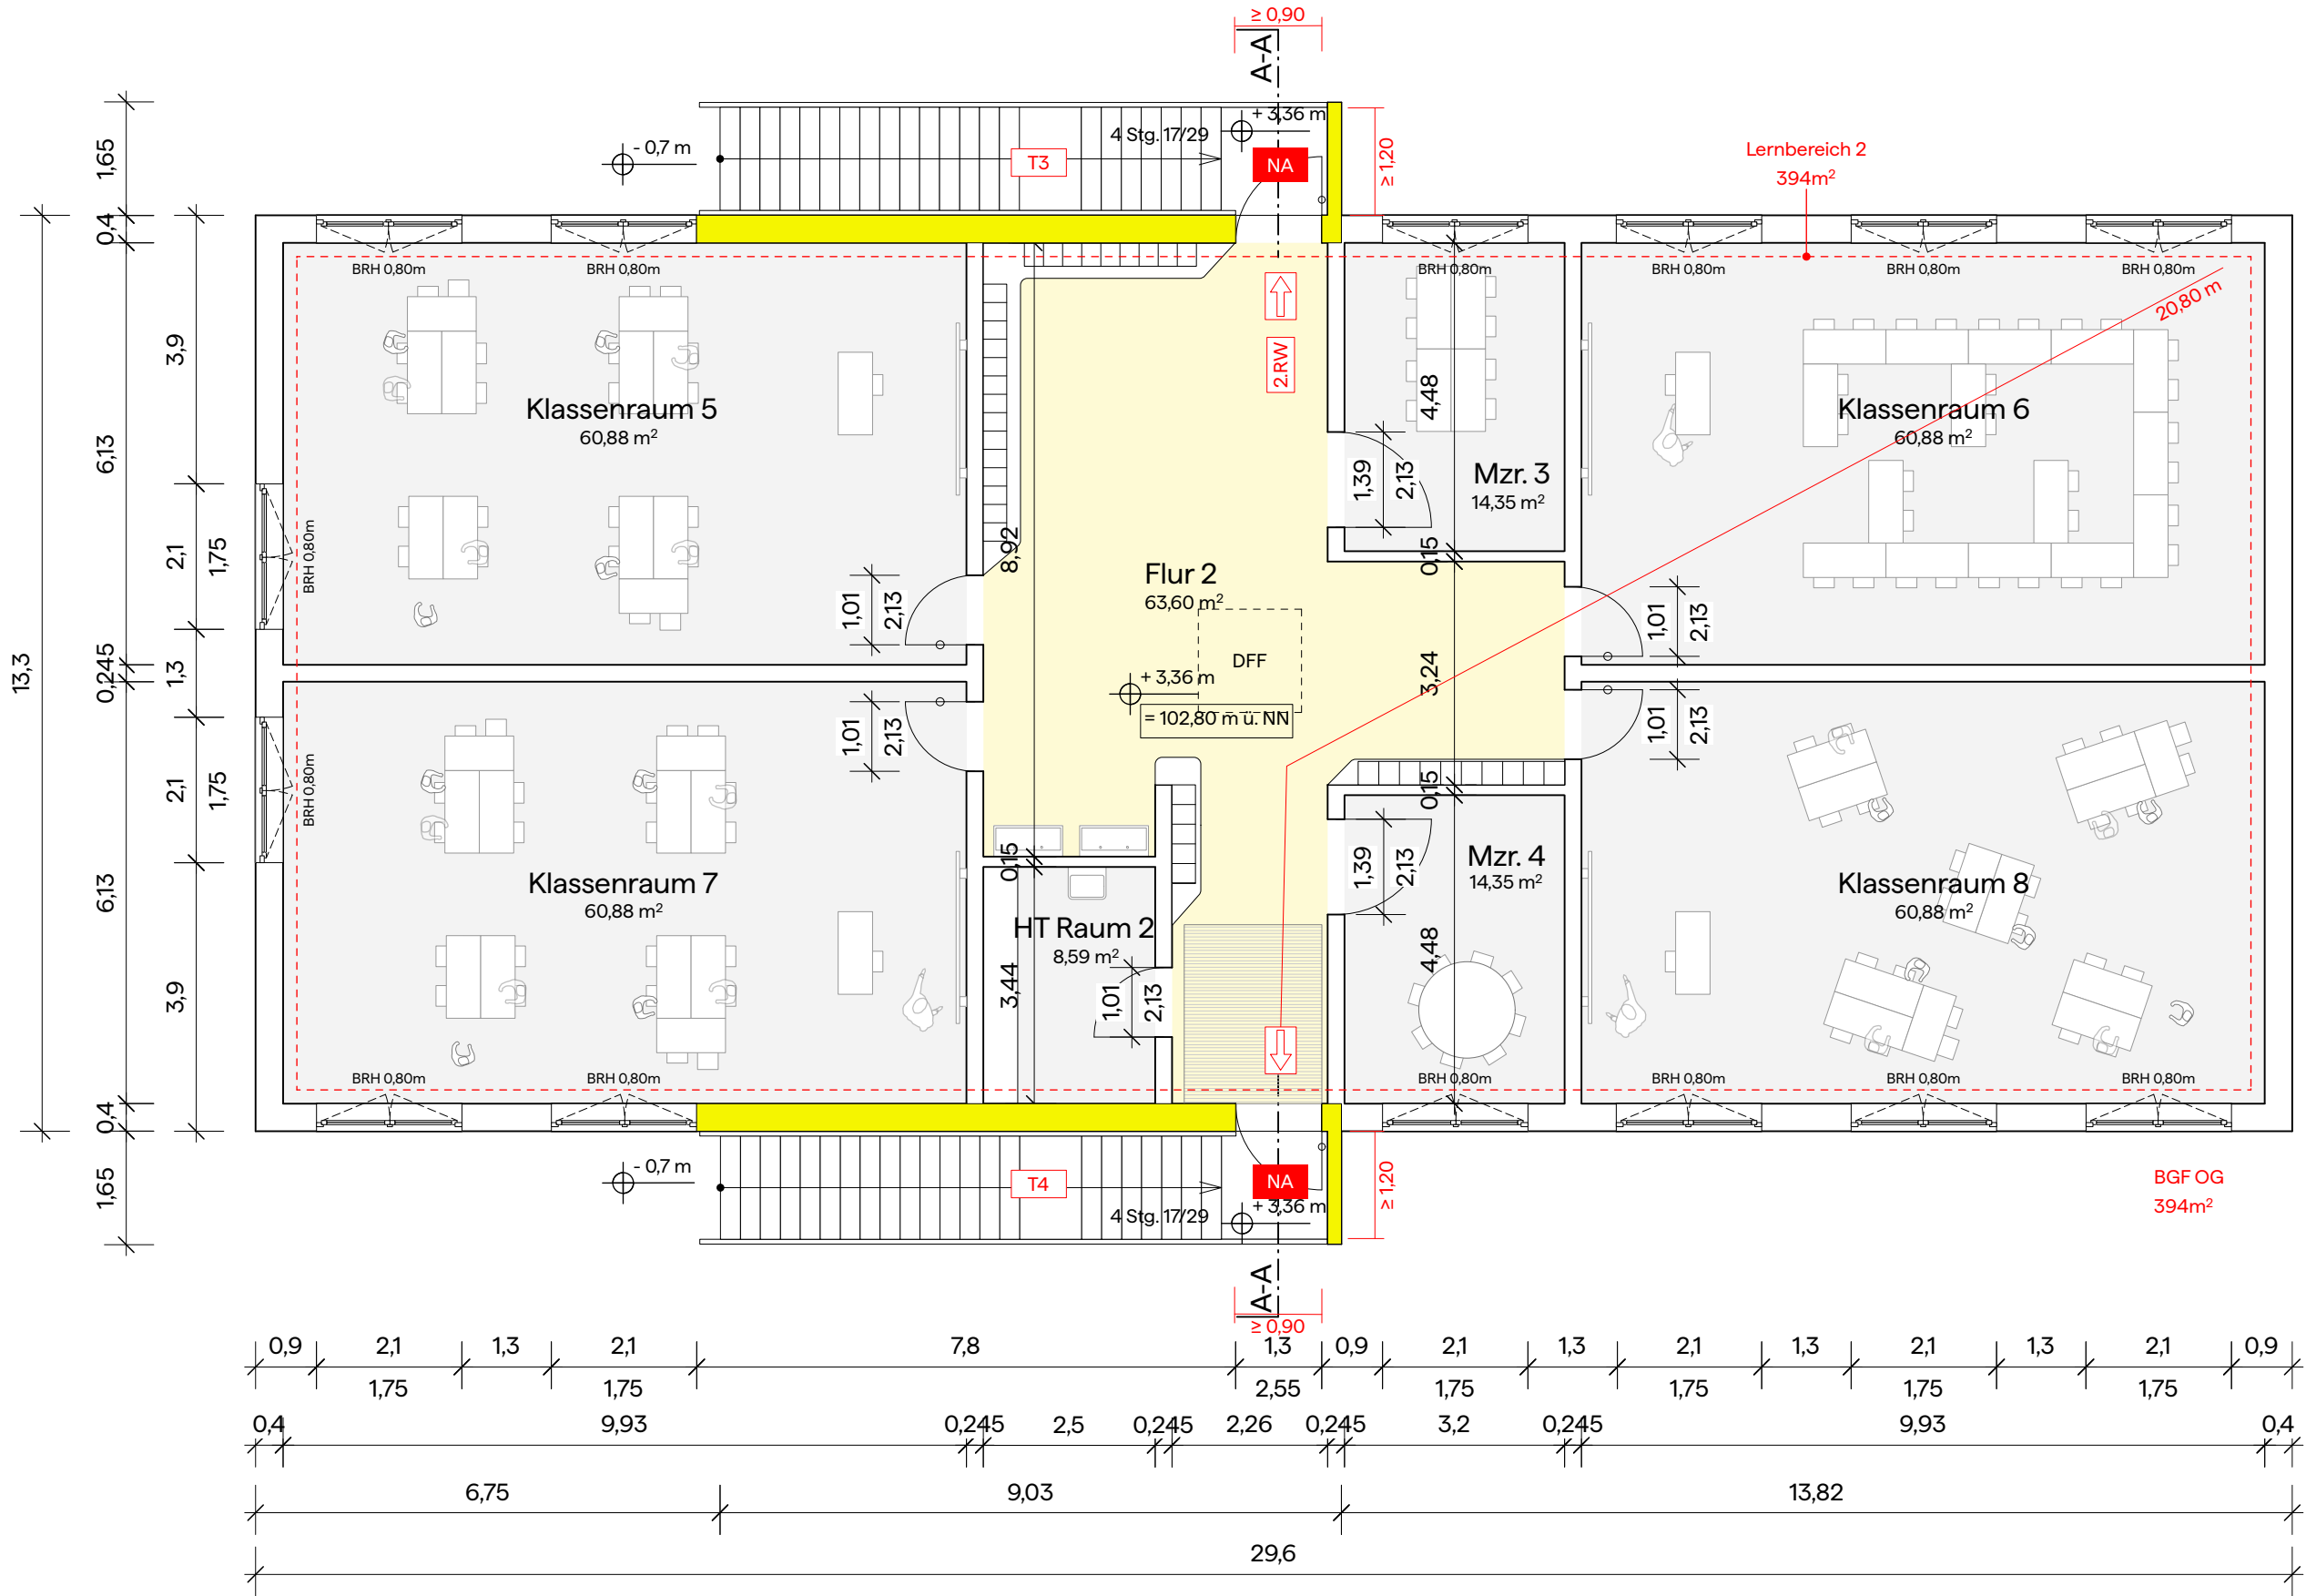 ≥ 0,90
A-A
+ 3,36 m
4 Stg. 17/29
- 0,7 m
T3
NA
≥ 1,20
Lernbereich 2
394m²
1,65
0,4
6,13
0,245
6,13
0,4
1,65
13,3
3,9
2,1
1,75
1,3
2,1
1,75
3,9
BRH 0,80m
BRH 0,80m
BRH 0,80m
BRH 0,80m
BRH 0,80m
BRH 0,80m
20,80 m
2.RW
Klassenraum 5
60,88 m²
4,48
Klassenraum 6
60,88 m²
1,39
2,13
Mzr. 3
14,35 m²
BRH 0,80m
8,92
0,15
Flur 2
63,60 m²
1,01
2,13
1,01
2,13
DFF
3,24
+ 3,36 m
= 102,80 m ü. NN
1,01
2,13
1,01
2,13
BRH 0,80m
0,15
0,15
1,39
2,13
Mzr. 4
14,35 m²
Klassenraum 7
60,88 m²
Klassenraum 8
60,88 m²
HT Raum 2
8,59 m²
3,44
1,01
2,13
4,48
BRH 0,80m
BRH 0,80m
BRH 0,80m
BRH 0,80m
BRH 0,80m
BRH 0,80m
- 0,7 m
T4
NA
+ 3,36 m
4 Stg. 17/29
≥ 1,20
BGF OG
394m²
A-A
≥ 0,90
0,9 2,1 1,3 2,1 7,8 1,3 0,9 2,1 1,3 2,1 1,3 2,1 1,3 2,1 0,9
1,75 1,75 2,55 1,75 1,75 1,75 1,75
0,4 9,93 0,245 2,5 0,245 2,26 0,245 3,2 0,245 9,93 0,4
6,75 9,03 13,82
29,6